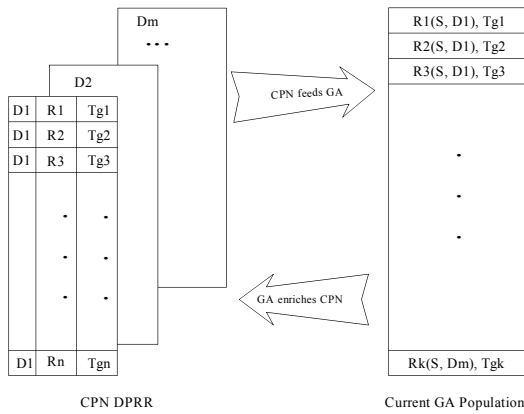 Dm
• • •
D2
D1 R1 Tg1
D1 R2 Tg2
D1 R3 Tg3
D1 Rn Tgn
CPN DPRR
CPN feeds GA
GA enriches CPN
R1(S, D1), Tg1
R2(S, D1), Tg2
R3(S, D1), Tg3
Rk(S, Dm), Tgk
Current GA Population